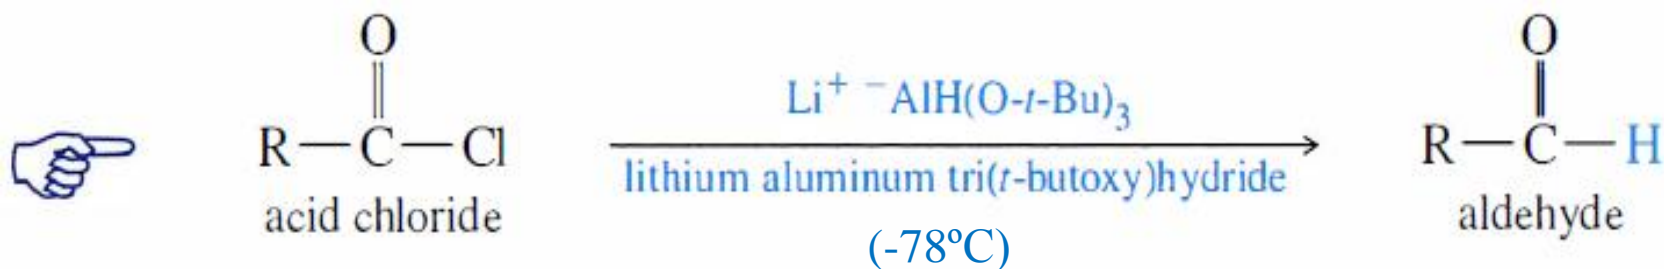 O
O
Li⁺ ⁻AlH(O-t-Bu)₃
R—C—Cl
R—C—H
lithium aluminum tri(t-butoxy)hydride
acid chloride
aldehyde
(-78ºC)